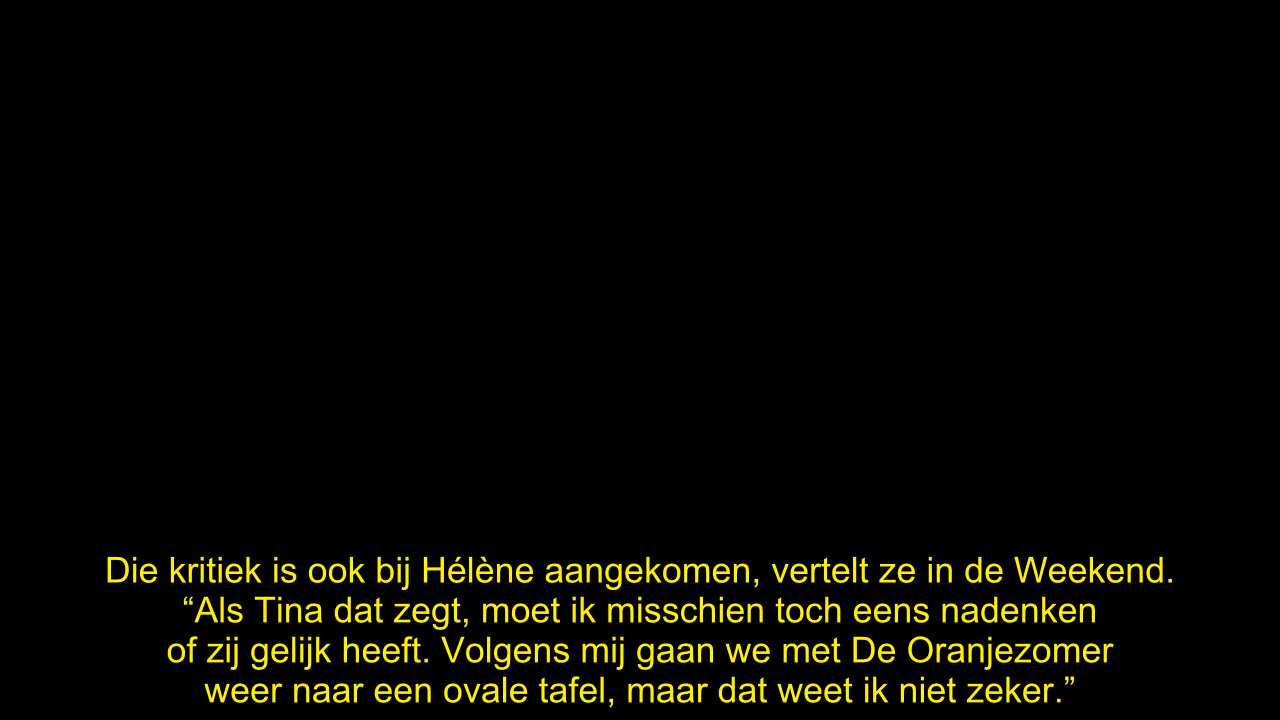 Die kritiek is ook bij Hélène aangekomen, vertelt ze in de Weekend.
“Als Tina dat zegt, moet ik misschien toch eens nadenken
of zij gelijk heeft. Volgens mij gaan we met De Oranjezomer
weer naar een ovale tafel, maar dat weet ik niet zeker.”